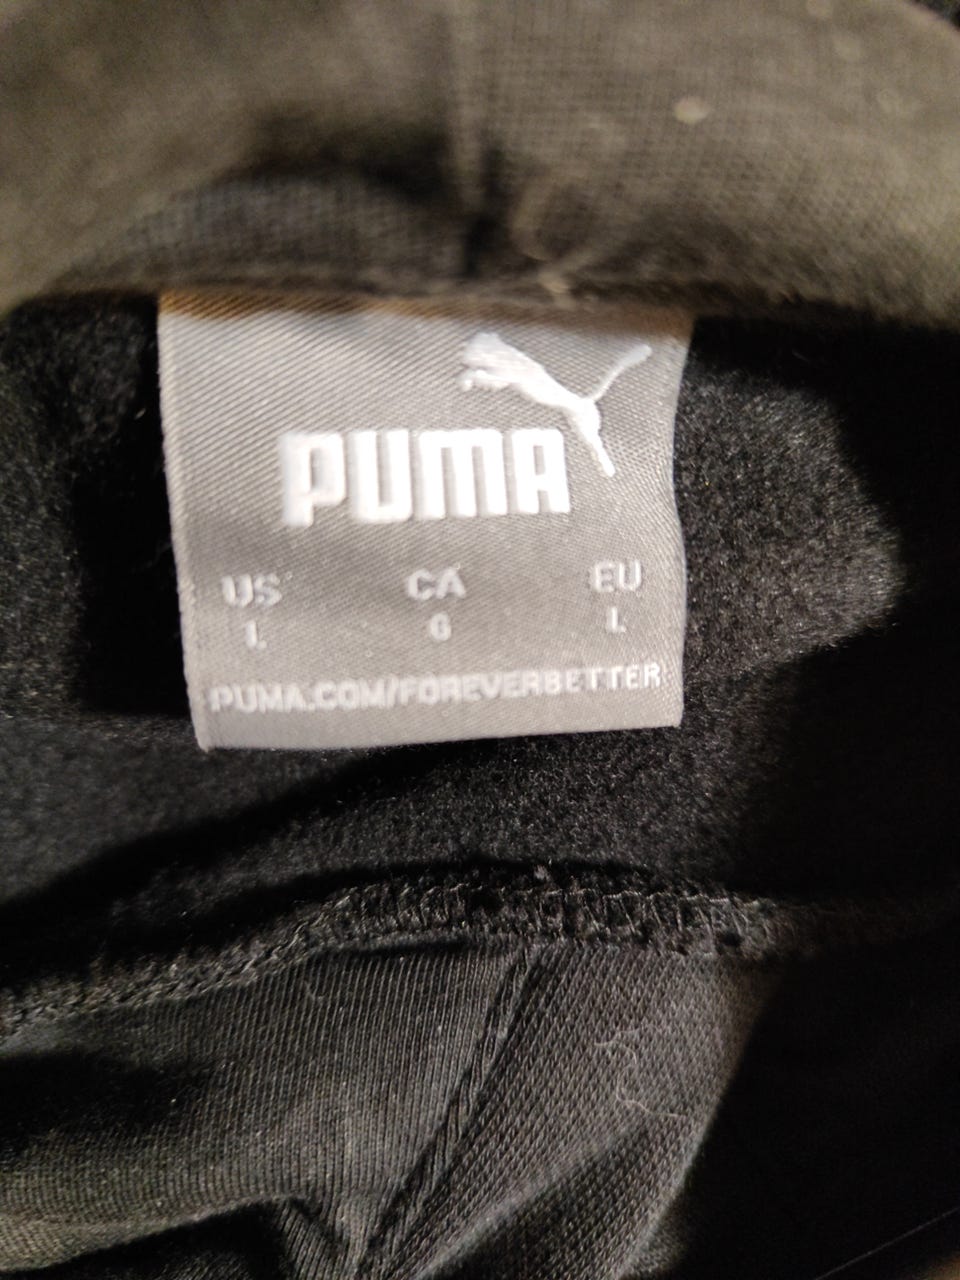 PUMA
US CA EU
L G L
PUMA.COM/FOREVERBETTER